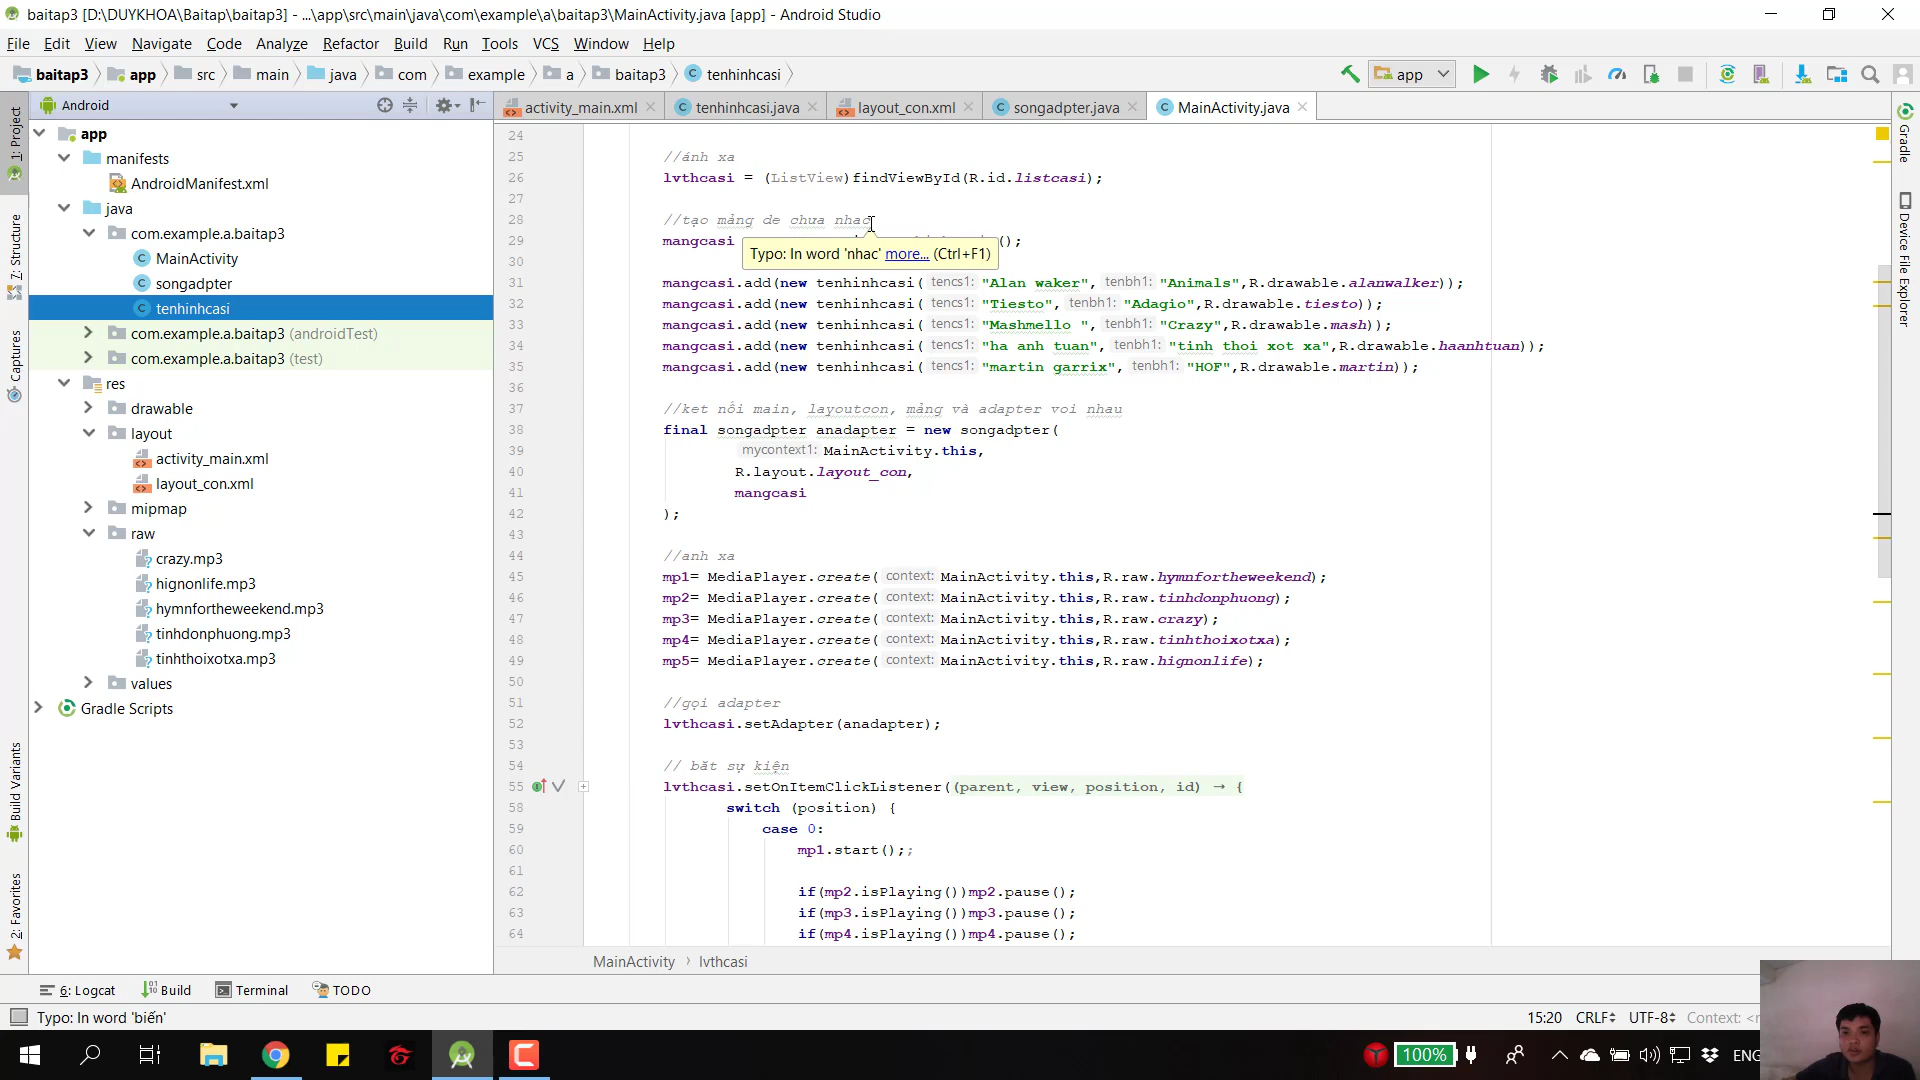 baitap3 [D:\DUYKHOA\Baitap\baitap3] - ...\app\src\main\java\com\example\a\baitap3\MainActivity.java [app] - Android Studio
File Edit View Navigate Code Analyze Refactor Build Run Tools VCS Window Help
baitap3 app src main java com example a baitap3 tenhinhcasi app
Android
activity_main.xml tenhinhcasi.java layout_con.xml songadpter.java MainActivity.java
1: Project
7: Structure
Captures
Build Variants
2: Favorites
app
manifests
AndroidManifest.xml
java
com.example.a.baitap3
MainActivity
songadpter
tenhinhcasi
com.example.a.baitap3 (androidTest)
com.example.a.baitap3 (test)
res
drawable
layout
activity_main.xml
layout_con.xml
mipmap
raw
crazy.mp3
hignonlife.mp3
hymnfortheweekend.mp3
tinhdonphuong.mp3
tinhthoixotxa.mp3
values
Gradle Scripts
24
25 //ánh xa
26 lvthcasi = (ListView)findViewById(R.id.listcasi);
27
28 //tạo mảng de chưa nhac
29 mangcasi ();
Typo: In word 'nhac' more... (Ctrl+F1)
30
31 mangcasi.add(new tenhinhcasi( tencs1: "Alan waker", tenbh1: "Animals",R.drawable.alanwalker));
32 mangcasi.add(new tenhinhcasi( tencs1: "Tiesto", tenbh1: "Adagio",R.drawable.tiesto));
33 mangcasi.add(new tenhinhcasi( tencs1: "Mashmello ", tenbh1: "Crazy",R.drawable.mash));
34 mangcasi.add(new tenhinhcasi( tencs1: "ha anh tuan", tenbh1: "tinh thoi xot xa",R.drawable.haanhtuan));
35 mangcasi.add(new tenhinhcasi( tencs1: "martin garrix", tenbh1: "HOF",R.drawable.martin));
36
37 //ket nối main, layoutcon, mảng và adapter voi nhau
38 final songadpter anadapter = new songadpter(
39 mycontext1: MainActivity.this,
40 R.layout.layout_con,
41 mangcasi
42 );
43
44 //anh xa
45 mp1= MediaPlayer.create( context: MainActivity.this,R.raw.hymnfortheweekend);
46 mp2= MediaPlayer.create( context: MainActivity.this,R.raw.tinhdonphuong);
47 mp3= MediaPlayer.create( context: MainActivity.this,R.raw.crazy);
48 mp4= MediaPlayer.create( context: MainActivity.this,R.raw.tinhthoixotxa);
49 mp5= MediaPlayer.create( context: MainActivity.this,R.raw.hignonlife);
50
51 //gọi adapter
52 lvthcasi.setAdapter(anadapter);
53
54 // băt sự kiện
55 lvthcasi.setOnItemClickListener((parent, view, position, id) → {
58 switch (position) {
59 case 0:
60 mp1.start();;
61
62 if(mp2.isPlaying())mp2.pause();
63 if(mp3.isPlaying())mp3.pause();
64 if(mp4.isPlaying())mp4.pause();
MainActivity › lvthcasi
Gradle
Device File Explorer
6: Logcat Build Terminal TODO
Typo: In word 'biến' 15:20 CRLF UTF-8 Context:
100% ENG